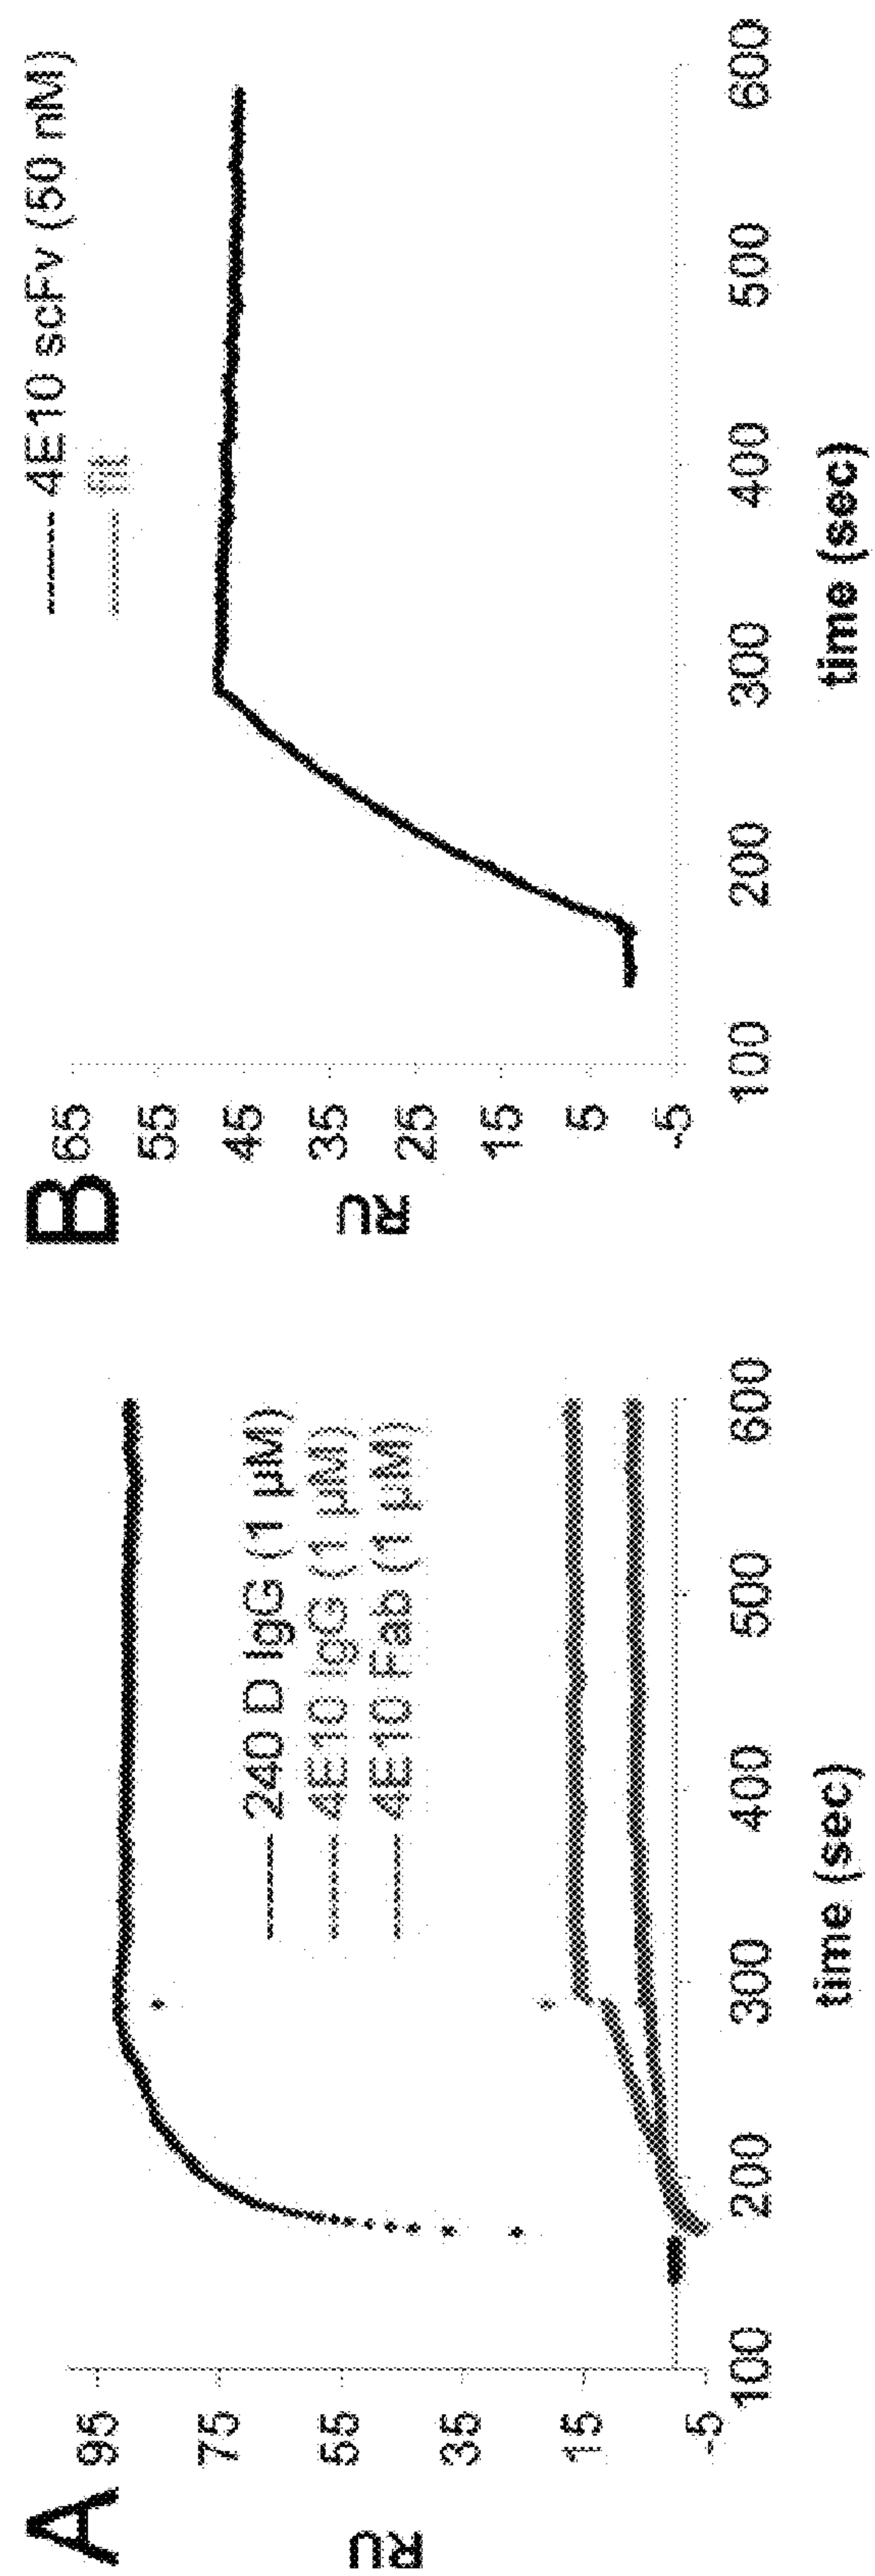 A
RU
95
75
55
35
15
-5
240 D IgG (1 µM)
4E10 IgG (1 µM)
4E10 Fab (1 µM)
100 200 300 400 500 600
time (sec)
B
RU
65
55
45
35
25
15
5
-5
4E10 scFv (50 nM)
fit
100 200 300 400 500 600
time (sec)